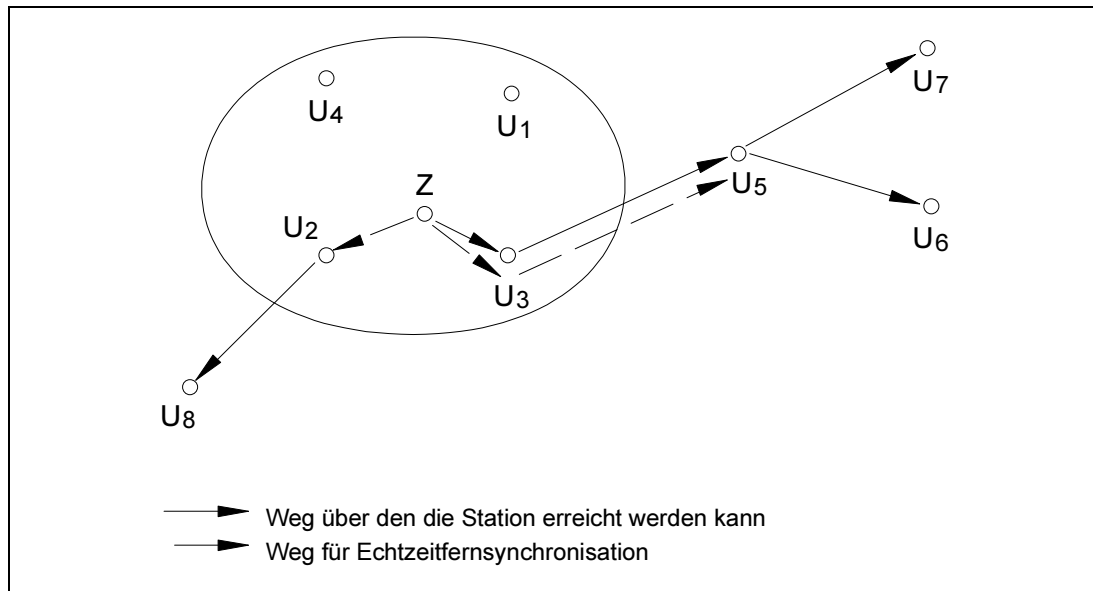 U7
U4
U1
U5
Z
U2
U6
U3
U8
Weg über den die Station erreicht werden kann
Weg für Echtzeitfernsynchronisation